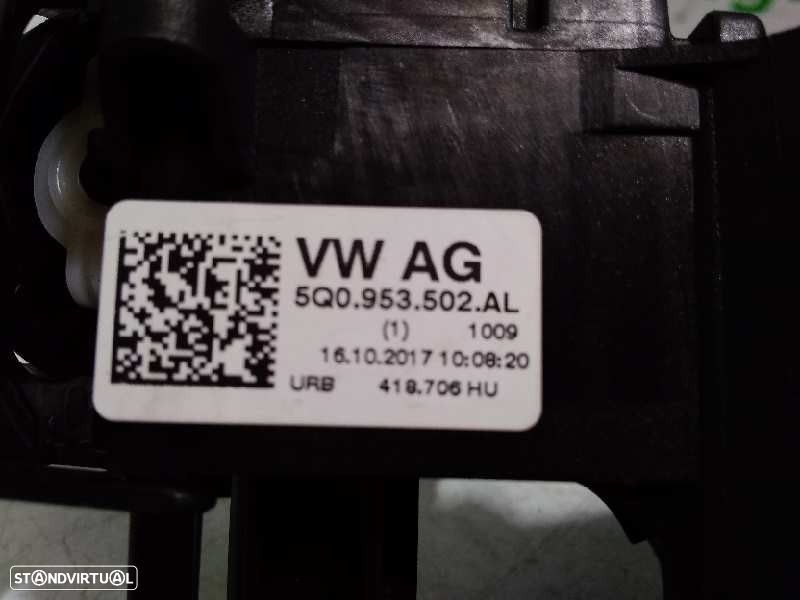 VW AG
5Q0.953.502.AL
(1) 1009
16.10.2017 10:08:20
URB 418.706 HU
STANDVIRTUAL